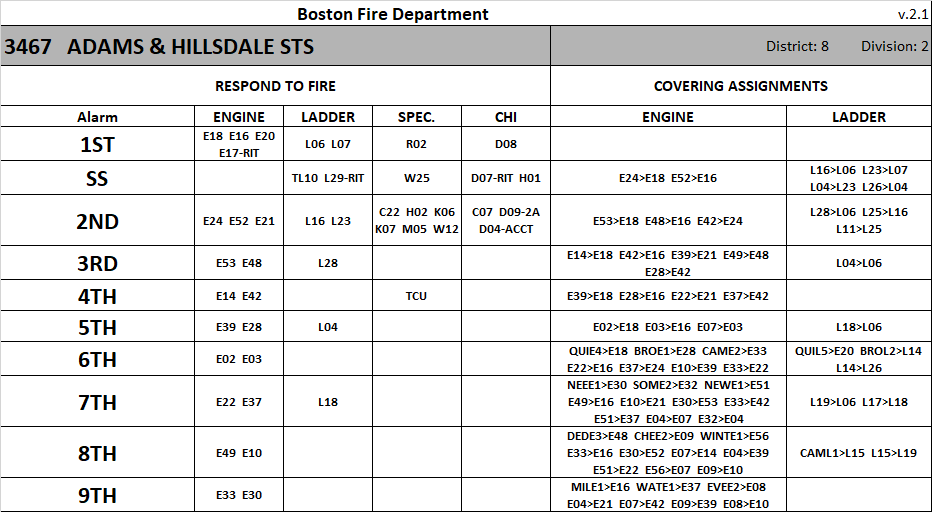 Boston Fire Department v.2.1
3467 ADAMS & HILLSDALE STS District: 8 Division: 2
RESPOND TO FIRE COVERING ASSIGNMENTS
Alarm ENGINE LADDER SPEC. CHI ENGINE LADDER
1ST E18 E16 E20 L06 L07 R02 D08
E17-RIT
SS TL10 L29-RIT W25 D07-RIT H01 E24>E18 E52>E16 L16>L06 L23>L07
L04>L23 L26>L04
2ND E24 E52 E21 L16 L23 C22 H02 K06 C07 D09-2A E53>E18 E48>E16 E42>E24 L28>L06 L25>L16
K07 M05 W12 D04-ACCT L11>L25
3RD E53 E48 L28 E14>E18 E42>E16 E39>E21 E49>E48 L04>L06
E28>E42
4TH E14 E42 TCU E39>E18 E28>E16 E22>E21 E37>E42
5TH E39 E28 L04 E02>E18 E03>E16 E07>E03 L18>L06
6TH E02 E03 QUIE4>E18 BROE1>E28 CAME2>E33 QUIL5>E20 BROL2>L14
E22>E16 E37>E24 E10>E39 E33>E22 L14>L26
7TH E22 E37 L18 NEEE1>E30 SOME2>E32 NEWE1>E51 L19>L06 L17>L18
E49>E16 E10>E21 E30>E53 E33>E42
E51>E37 E04>E07 E32>E04
8TH E49 E10 DEDE3>E48 CHEE2>E09 WINTE1>E56 CAML1>L15 L15>L19
E33>E16 E30>E52 E07>E14 E04>E39
E51>E22 E56>E07 E09>E10
9TH E33 E30 MILE1>E16 WATE1>E37 EVEE2>E08
E04>E21 E07>E42 E09>E39 E08>E10